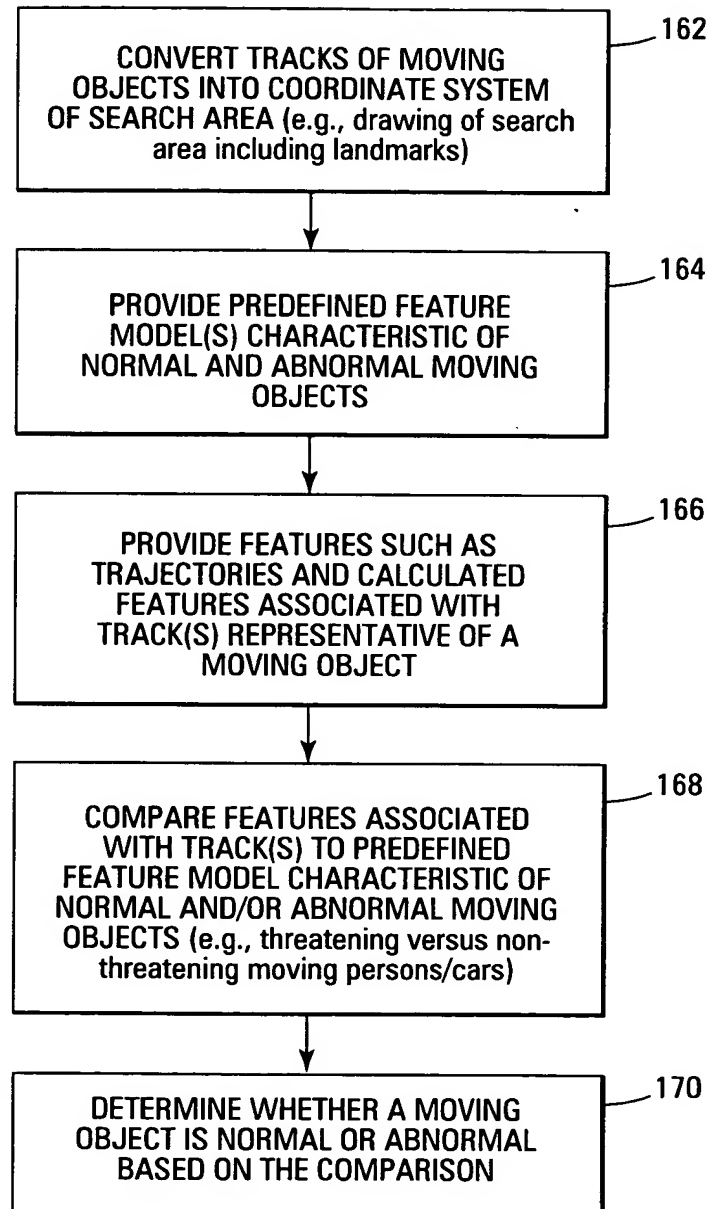 162
CONVERT TRACKS OF MOVING
OBJECTS INTO COORDINATE SYSTEM
OF SEARCH AREA (e.g., drawing of search
area including landmarks)
164
PROVIDE PREDEFINED FEATURE
MODEL(S) CHARACTERISTIC OF
NORMAL AND ABNORMAL MOVING
OBJECTS
166
PROVIDE FEATURES SUCH AS
TRAJECTORIES AND CALCULATED
FEATURES ASSOCIATED WITH
TRACK(S) REPRESENTATIVE OF A
MOVING OBJECT
168
COMPARE FEATURES ASSOCIATED
WITH TRACK(S) TO PREDEFINED
FEATURE MODEL CHARACTERISTIC OF
NORMAL AND/OR ABNORMAL MOVING
OBJECTS (e.g., threatening versus non-
threatening moving persons/cars)
170
DETERMINE WHETHER A MOVING
OBJECT IS NORMAL OR ABNORMAL
BASED ON THE COMPARISON